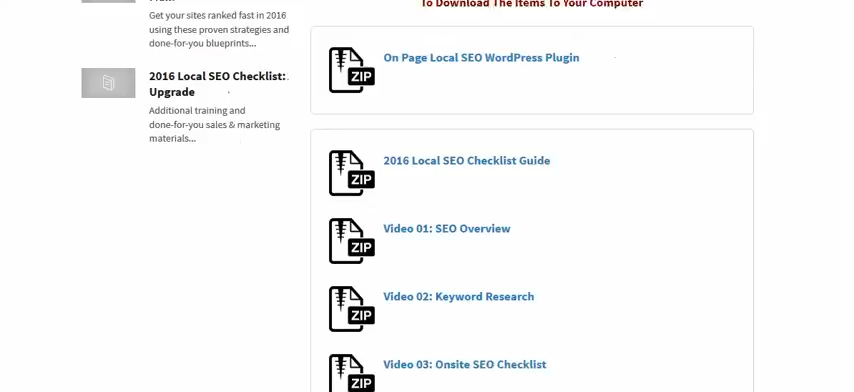 To Download The Items To Your Computer
Get your sites ranked fast in 2016
using these proven strategies and
done-for-you blueprints...
2016 Local SEO Checklist:
Upgrade
Additional training and
done-for-you sales & marketing
materials...
ZIP
On Page Local SEO WordPress Plugin
ZIP
2016 Local SEO Checklist Guide
ZIP
Video 01: SEO Overview
ZIP
Video 02: Keyword Research
ZIP
Video 03: Onsite SEO Checklist